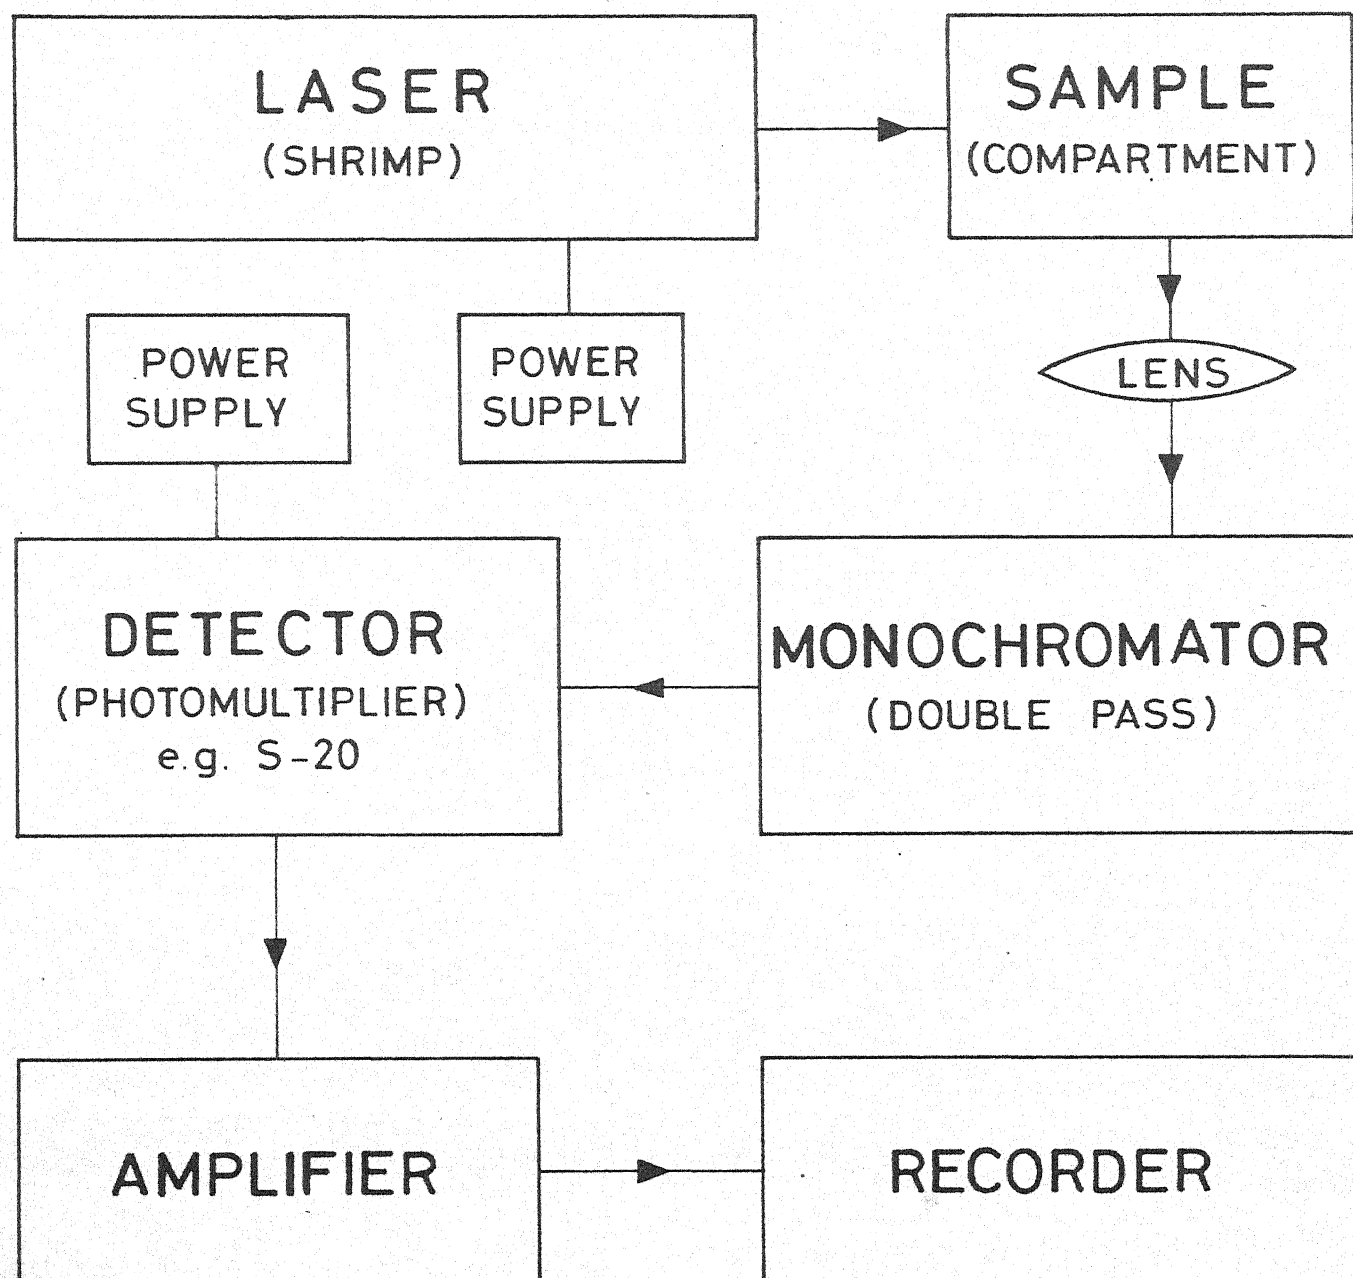 LASER
(SHRIMP)
SAMPLE
(COMPARTMENT)
POWER
SUPPLY
POWER
SUPPLY
LENS
DETECTOR
(PHOTOMULTIPLIER)
e.g. S-20
MONOCHROMATOR
(DOUBLE PASS)
AMPLIFIER
RECORDER